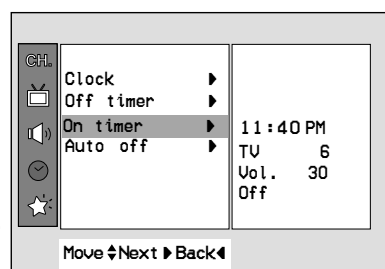 CH.
Clock
Off timer
On timer
Auto off
11:40 PM
TV 6
Vol. 30
Off
Move Next Back